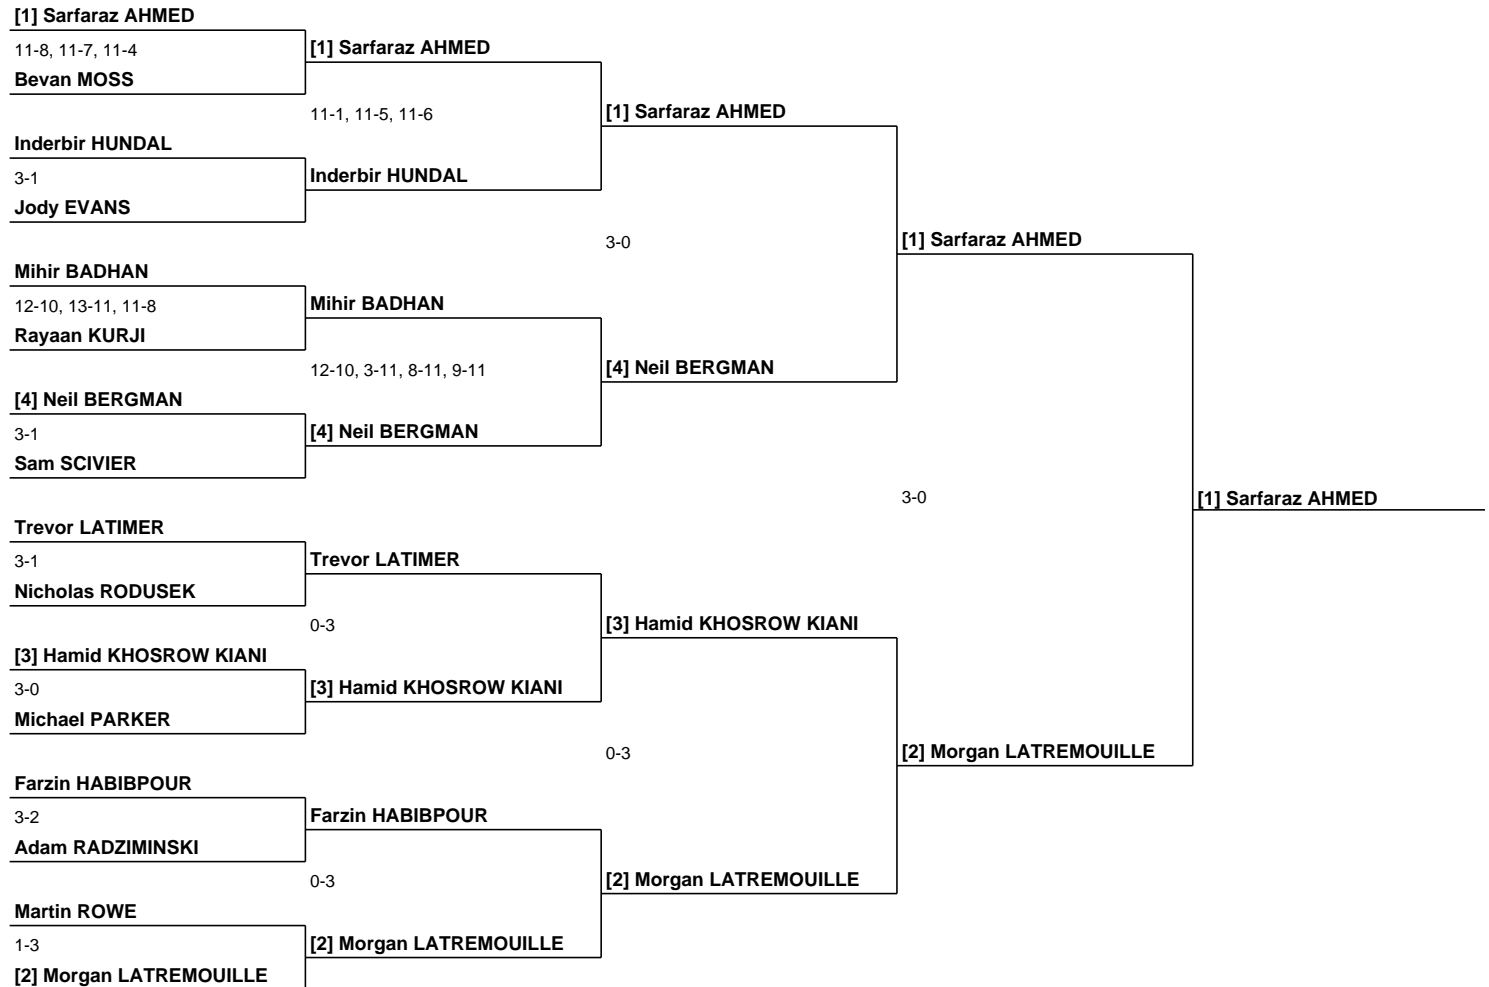 [1] Sarfaraz AHMED
11-8, 11-7, 11-4
Bevan MOSS
Inderbir HUNDAL
3-1
Jody EVANS
Mihir BADHAN
12-10, 13-11, 11-8
Rayaan KURJI
[4] Neil BERGMAN
3-1
Sam SCIVIER
Trevor LATIMER
3-1
Nicholas RODUSEK
[3] Hamid KHOSROW KIANI
3-0
Michael PARKER
Farzin HABIBPOUR
3-2
Adam RADZIMINSKI
Martin ROWE
1-3
[2] Morgan LATREMOUILLE
[1] Sarfaraz AHMED
11-1, 11-5, 11-6
Inderbir HUNDAL
Mihir BADHAN
12-10, 3-11, 8-11, 9-11
[4] Neil BERGMAN
Trevor LATIMER
0-3
[3] Hamid KHOSROW KIANI
Farzin HABIBPOUR
0-3
[2] Morgan LATREMOUILLE
[1] Sarfaraz AHMED
3-0
[4] Neil BERGMAN
[3] Hamid KHOSROW KIANI
0-3
[2] Morgan LATREMOUILLE
[1] Sarfaraz AHMED
3-0
[2] Morgan LATREMOUILLE
[1] Sarfaraz AHMED